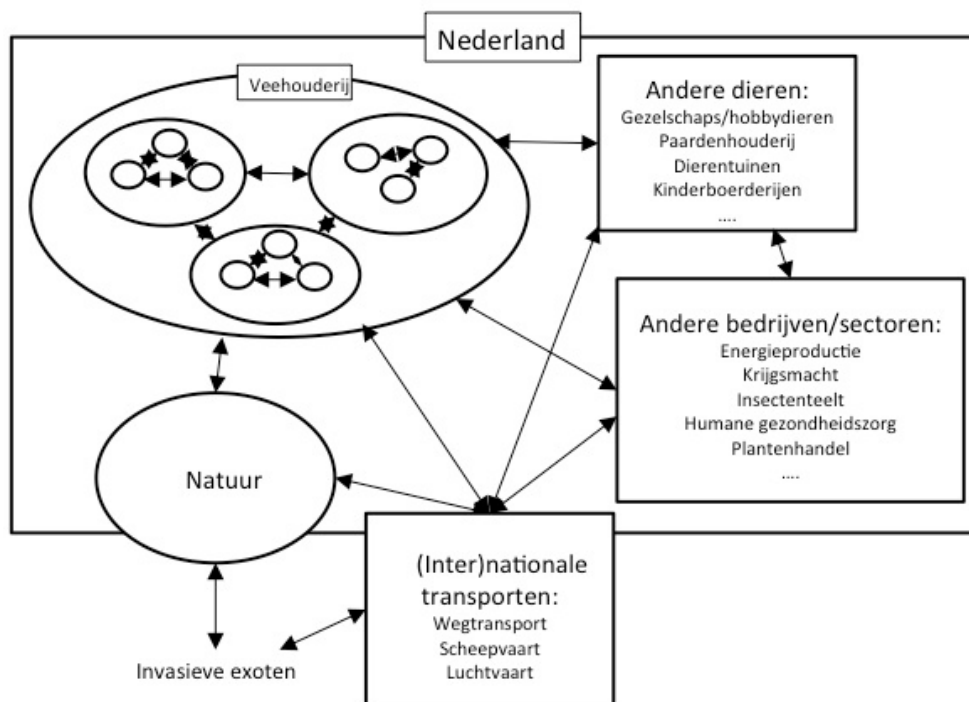 Nederland
Veehouderij
Andere dieren:
Gezelschaps/hobbydieren
Paardenhouderij
Dierentuinen
Kinderboerderijen
....
Andere bedrijven/sectoren:
Energieproductie
Krijgsmacht
Insectenteelt
Humane gezondheidszorg
Plantenhandel
....
Natuur
(Inter)nationale
transporten:
Wegtransport
Scheepvaart
Luchtvaart
Invasieve exoten